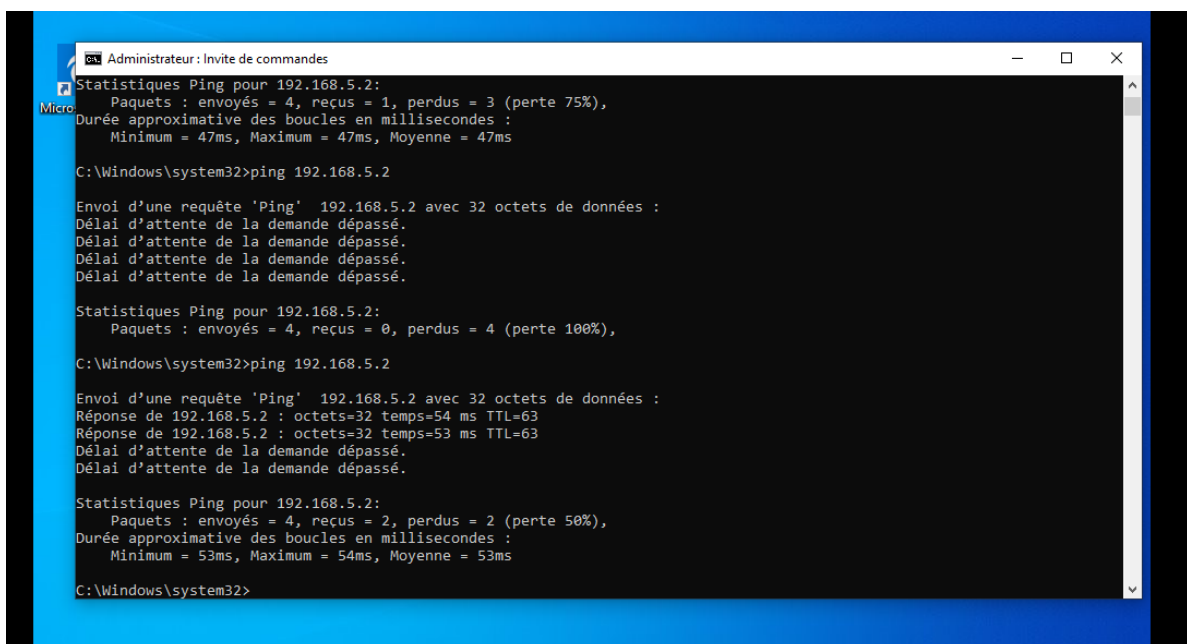 Administrateur : Invite de commandes
Statistiques Ping pour 192.168.5.2:
    Paquets : envoyés = 4, reçus = 1, perdus = 3 (perte 75%),
Durée approximative des boucles en millisecondes :
    Minimum = 47ms, Maximum = 47ms, Moyenne = 47ms
C:\Windows\system32>ping 192.168.5.2
Envoi d’une requête 'Ping'  192.168.5.2 avec 32 octets de données :
Délai d’attente de la demande dépassé.
Délai d’attente de la demande dépassé.
Délai d’attente de la demande dépassé.
Délai d’attente de la demande dépassé.
Statistiques Ping pour 192.168.5.2:
    Paquets : envoyés = 4, reçus = 0, perdus = 4 (perte 100%),
C:\Windows\system32>ping 192.168.5.2
Envoi d’une requête 'Ping'  192.168.5.2 avec 32 octets de données :
Réponse de 192.168.5.2 : octets=32 temps=54 ms TTL=63
Réponse de 192.168.5.2 : octets=32 temps=53 ms TTL=63
Délai d’attente de la demande dépassé.
Délai d’attente de la demande dépassé.
Statistiques Ping pour 192.168.5.2:
    Paquets : envoyés = 4, reçus = 2, perdus = 2 (perte 50%),
Durée approximative des boucles en millisecondes :
    Minimum = 53ms, Maximum = 54ms, Moyenne = 53ms
C:\Windows\system32>
Micro